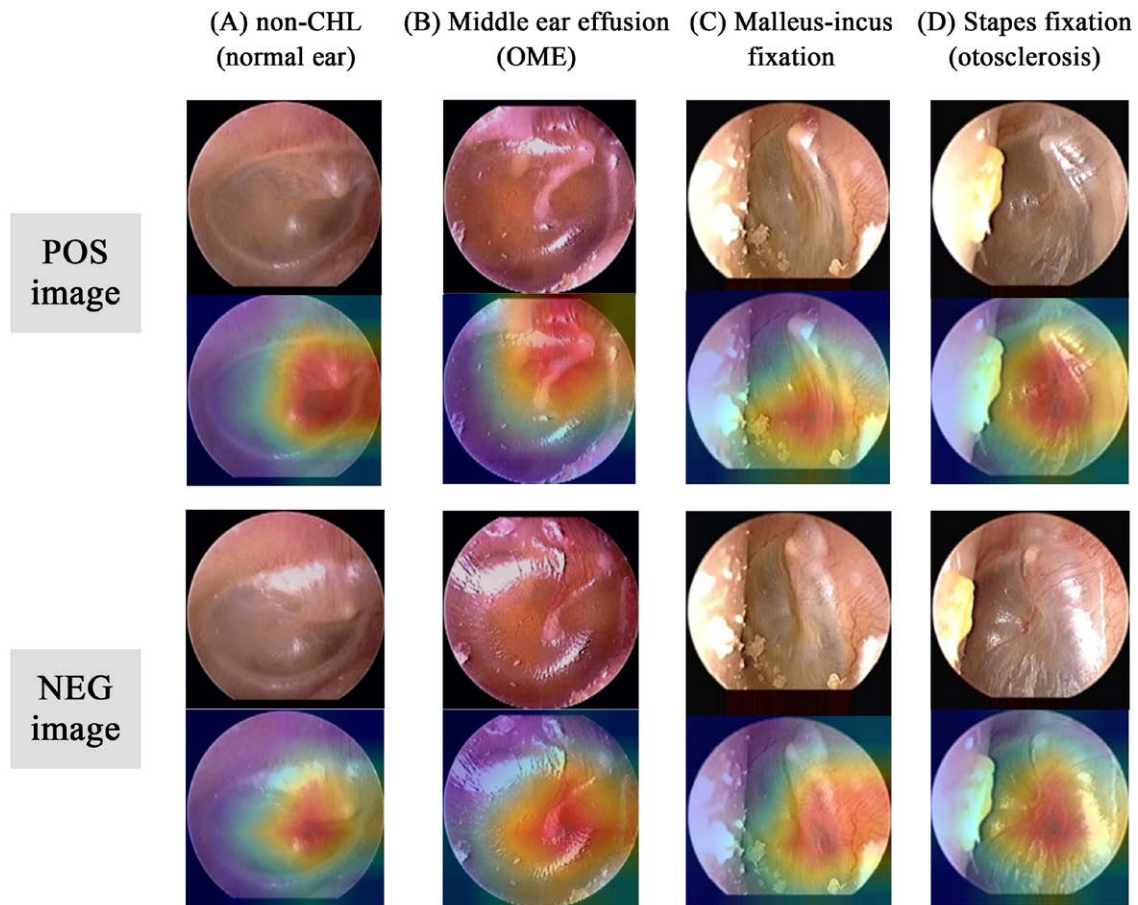 (A) non-CHL
(normal ear)
(B) Middle ear effusion
(OME)
(C) Malleus-incus
fixation
(D) Stapes fixation
(otosclerosis)
POS
image
NEG
image